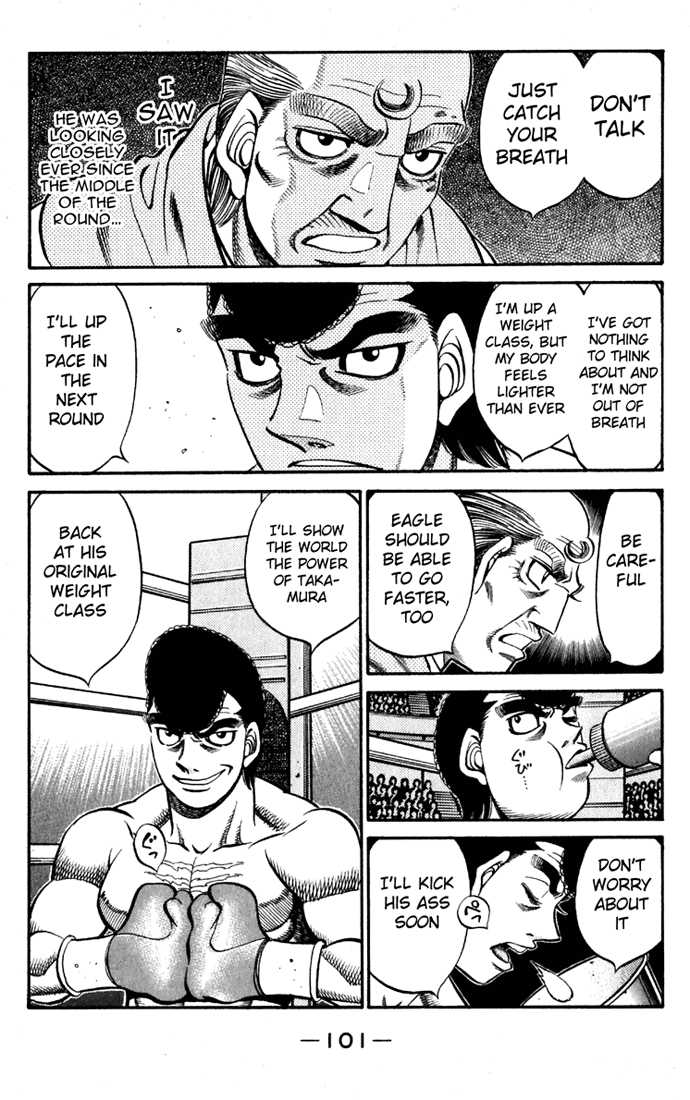 DON'T
TALK
JUST
CATCH
YOUR
BREATH
I
SAW
IT
HE WAS
LOOKING
CLOSELY
EVER SINCE
THE MIDDLE
OF THE
ROUND...
I'VE GOT
NOTHING
TO THINK
ABOUT AND
I'M NOT
OUT OF
BREATH
I'M UP A
WEIGHT
CLASS, BUT
MY BODY
FEELS
LIGHTER
THAN EVER
I'LL UP
THE
PACE IN
THE
NEXT
ROUND
BE
CARE-
FUL
EAGLE
SHOULD
BE ABLE
TO GO
FASTER,
TOO
ぐび
DON'T
WORRY
ABOUT
IT
ぷっ
I'LL KICK
HIS ASS
SOON
I'LL SHOW
THE WORLD
THE POWER
OF TAKA-
MURA
BACK
AT HIS
ORIGINAL
WEIGHT
CLASS
—101—